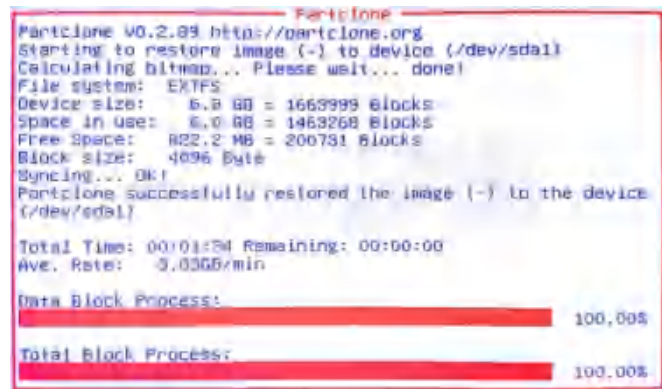 Partclone
Partclone v0.2.89 http://partclone.org
Starting to restore image (-) to device (/dev/sda1)
Calculating bitmap... Please wait... done!
File system: EXTFS
Device size: 6.8 GB = 1663999 Blocks
Space in use: 6.0 GB = 1463268 Blocks
Free Space: 822.2 MB = 200731 Blocks
Block size: 4096 Byte
Syncing... OK!
Partclone successfully restored the image (-) to the device
(/dev/sda1)
Total Time: 00:01:54 Remaining: 00:00:00
Ave. Rate: 3.03GB/min
Data Block Process:
100.00%
Total Block Process:
100.00%